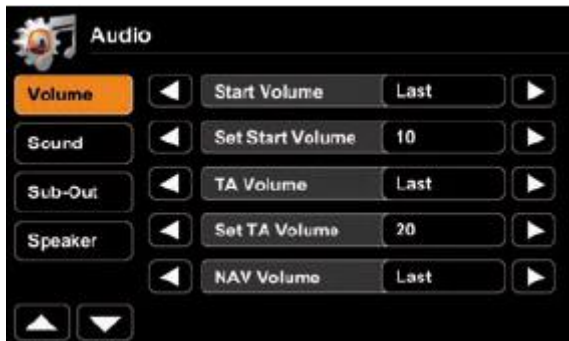 Audio
Volume
Start Volume Last
Sound
Set Start Volume 10
Sub-Out
TA Volume Last
Speaker
Set TA Volume 20
NAV Volume Last